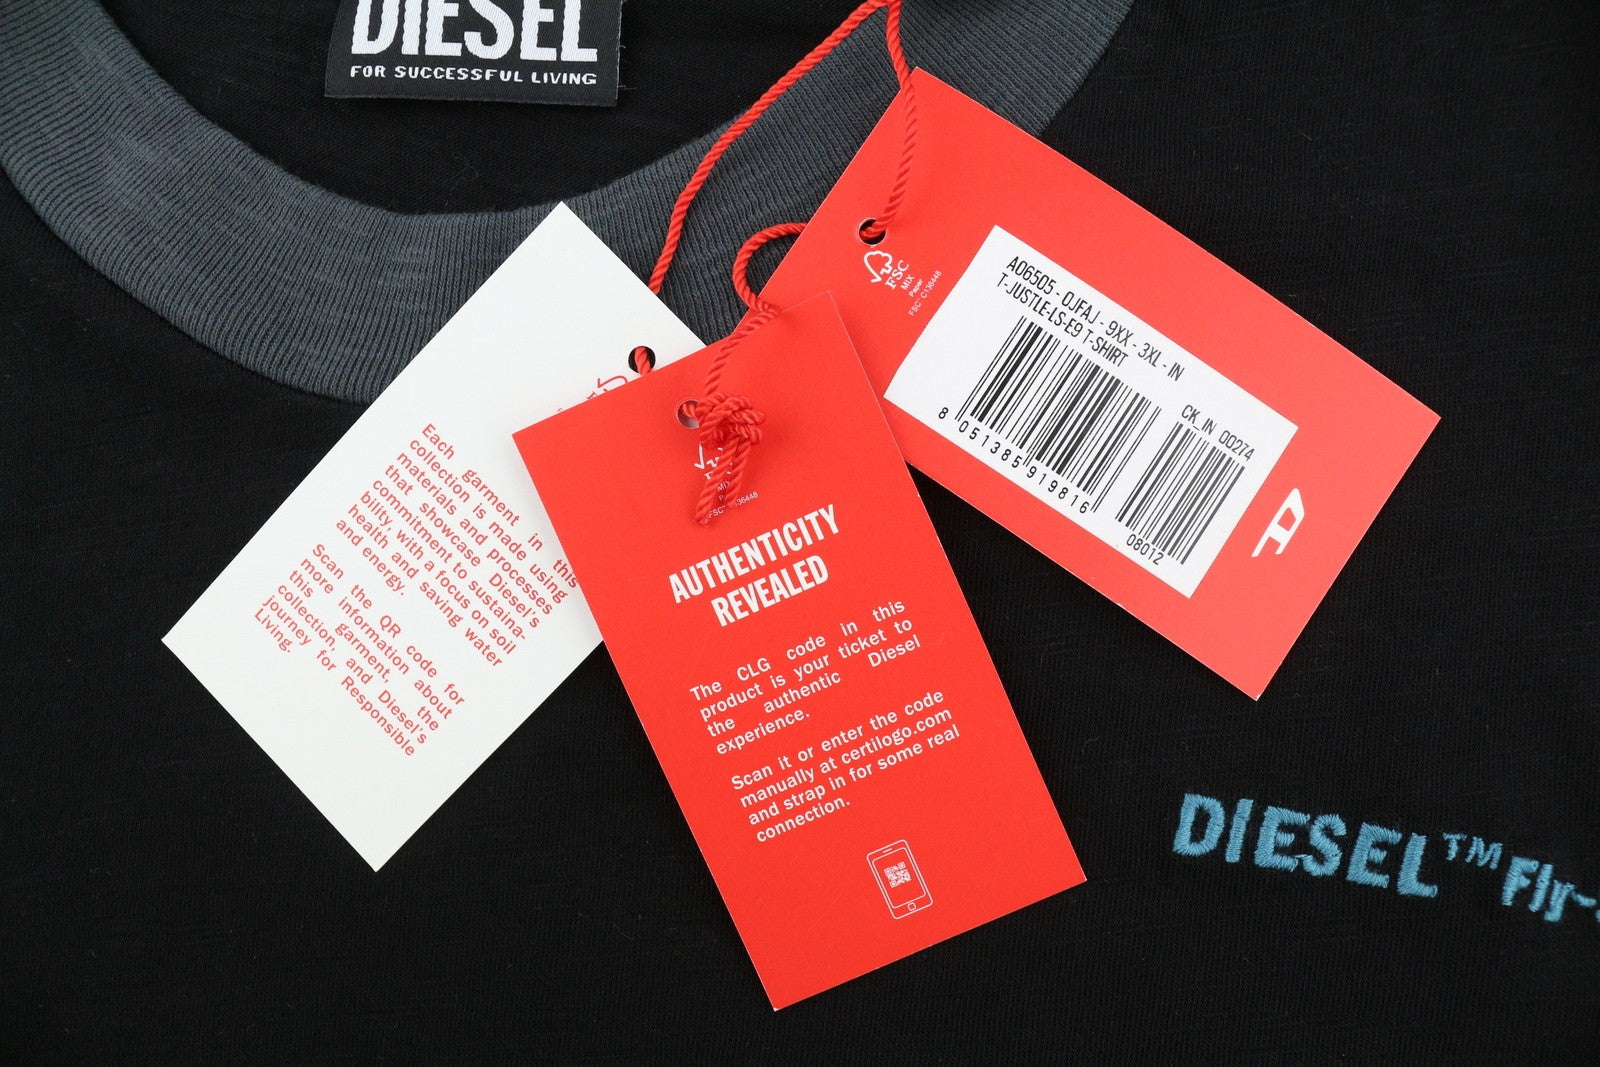 DIESEL
FOR SUCCESSFUL LIVING
Each garment in this
collection is made using
materials and processes
that showcase Diesel's
commitment to sustaina-
bility, with a focus on soil
health and saving water
and energy.
Scan the QR code for
more information about
this garment, the
collection, and Diesel's
journey for Responsible
Living.
MIX
AUTHENTICITY
REVEALED
The CLG code in this
product is your ticket to
the authentic Diesel
experience.
Scan it or enter the code
manually at certilogo.com
and strap in for some real
connection.
FSC
MIX
Paper
FSC® C136448
A06505 - 0JFAJ - 9XX - 3XL - IN
T-JUSTLE-LS-E9 T-SHIRT
8 051385 919816
CK_IN 00274
08012
D
DIESEL™ Fly-